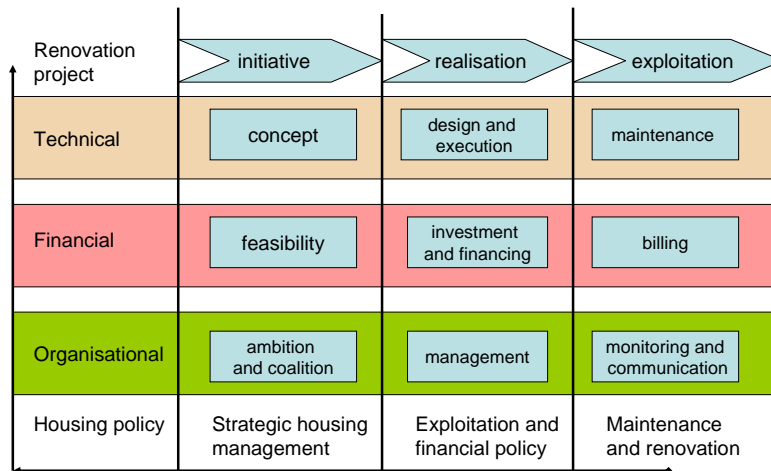 Renovation
project
initiative
realisation
exploitation
Technical
concept
design and
execution
maintenance
Financial
feasibility
investment
and financing
billing
Organisational
ambition
and coalition
management
monitoring and
communication
Housing policy
Strategic housing
management
Exploitation and
financial policy
Maintenance
and renovation